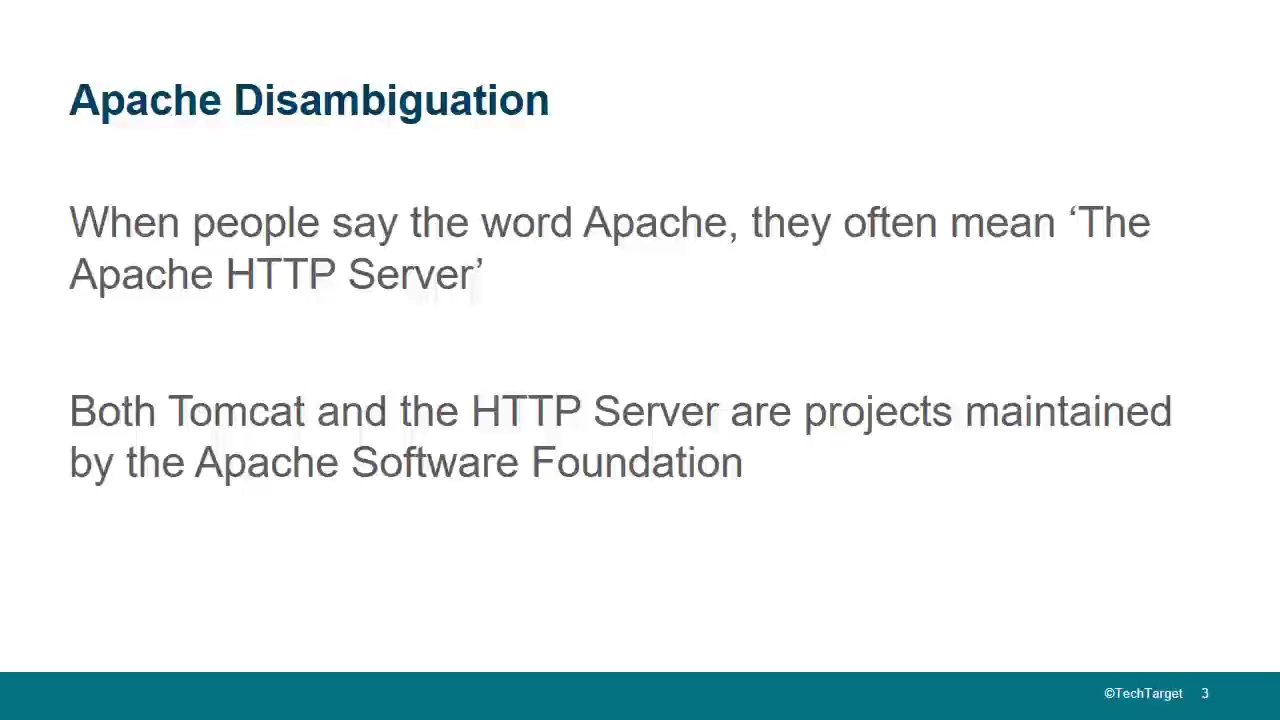 Apache Disambiguation
When people say the word Apache, they often mean ‘The
Apache HTTP Server’
Both Tomcat and the HTTP Server are projects maintained
by the Apache Software Foundation
©TechTarget 3